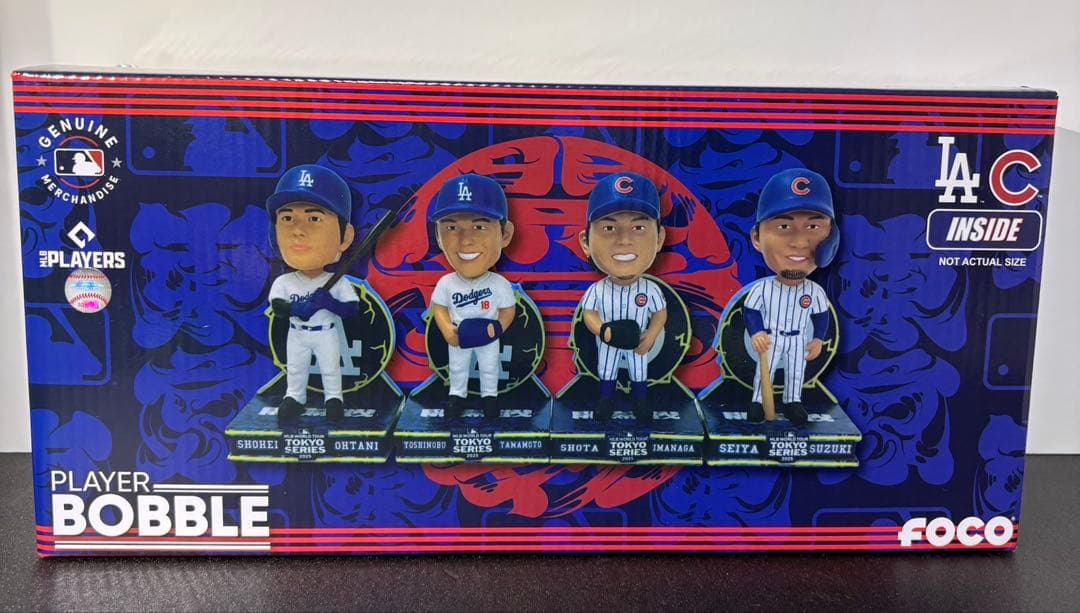 GENUINE
MERCHANDISE
MLB PLAYERS
LA C
INSIDE
NOT ACTUAL SIZE
LA
LA
C
C
Dodgers
18
SHOHEI OHTANI
MLB WORLD TOUR
TOKYO
SERIES
2025
TOSHINOBU YAMAMOTO
MLB WORLD TOUR
TOKYO
SERIES
2025
SHOTA IMANAGA
MLB WORLD TOUR
TOKYO
SERIES
2025
SEIYA SUZUKI
MLB WORLD TOUR
TOKYO
SERIES
2025
PLAYER
BOBBLE
FOCO